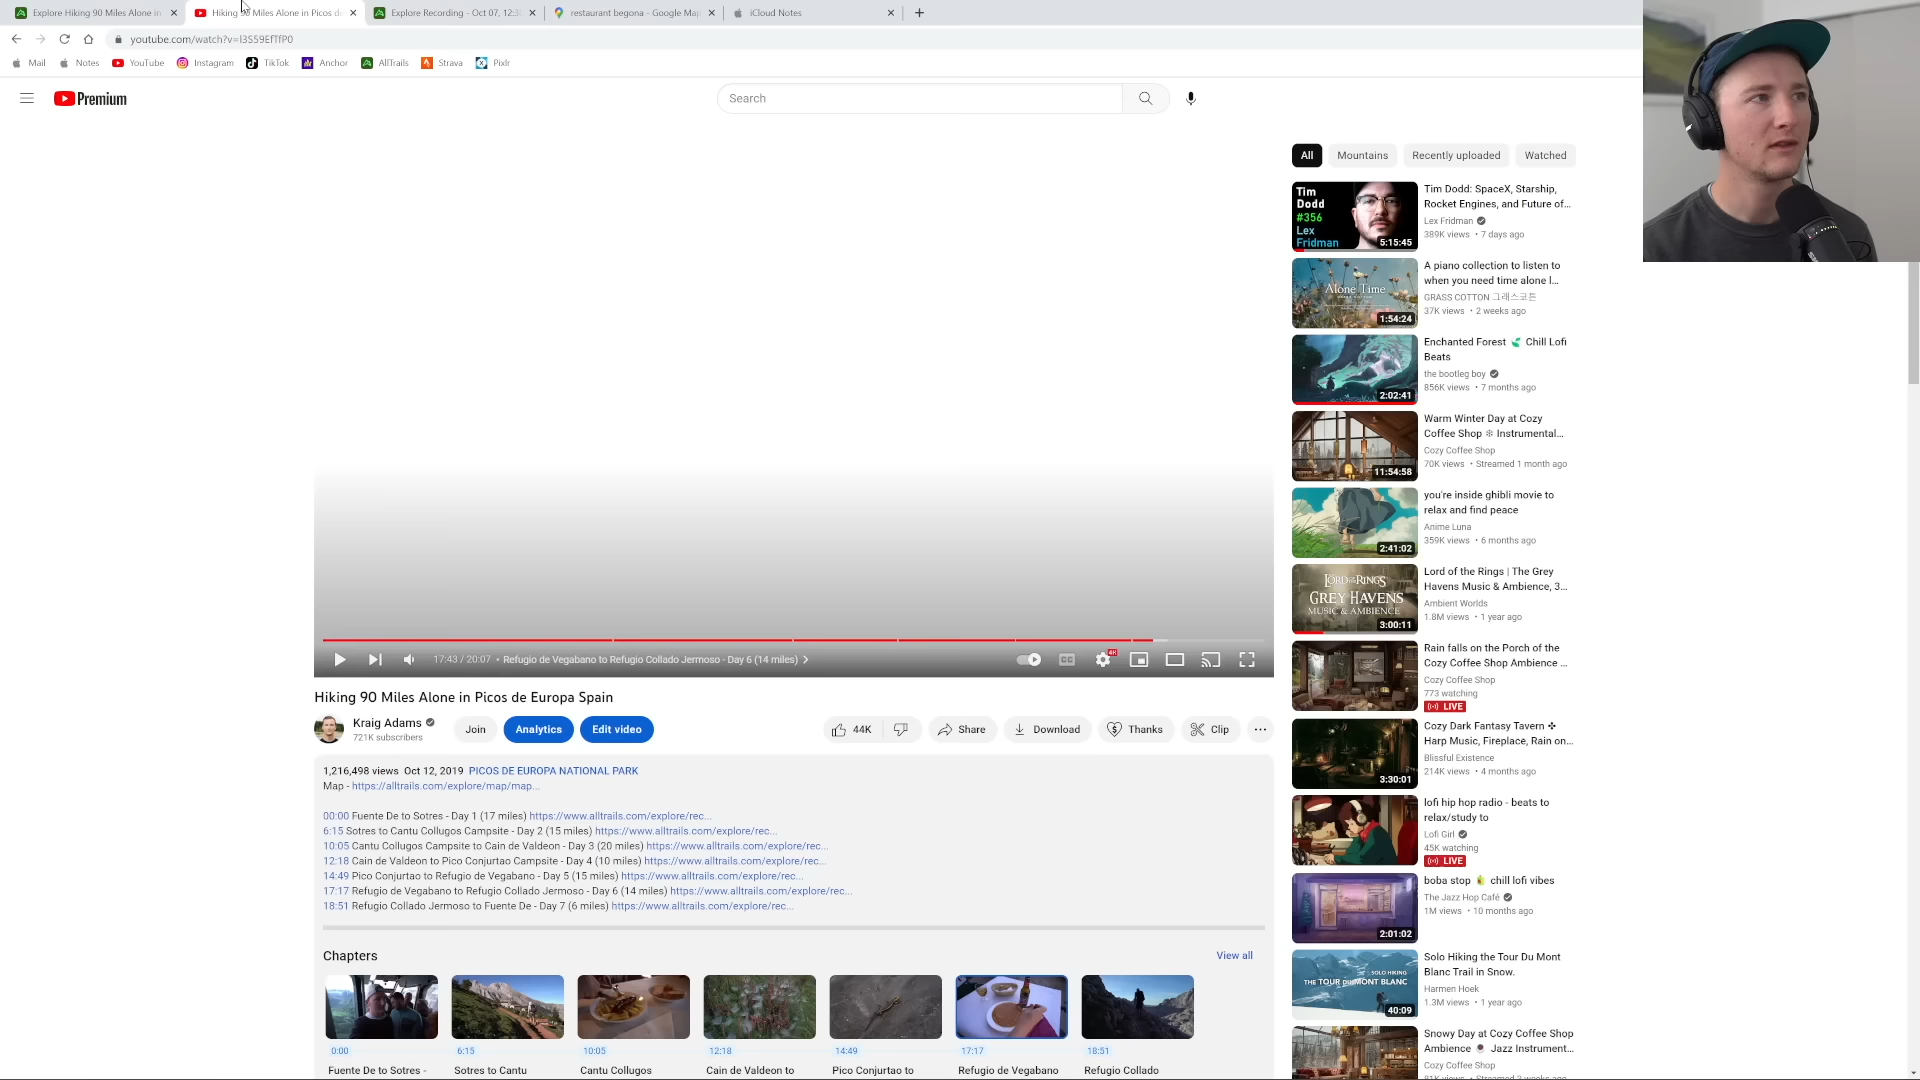 Explore Hiking 90 Miles Alone in
Hiking 90 Miles Alone in Picos de
Explore Recording - Oct 07, 12:3
restaurant begona - Google Map
iCloud Notes
youtube.com/watch?v=I3S59EfTfP0
Mail
Notes
YouTube
Instagram
TikTok
Anchor
AllTrails
Strava
Pixlr
Premium
Search
All
Mountains
Recently uploaded
Watched
Tim
Dodd
#356
Lex
Fridman
5:15:45
Tim Dodd: SpaceX, Starship,
Rocket Engines, and Future of...
Lex Fridman
389K views • 7 days ago
Alone Time
1:54:24
A piano collection to listen to
when you need time alone l...
GRASS COTTON 그래스코튼
37K views • 2 weeks ago
2:02:41
Enchanted Forest 🍃 Chill Lofi
Beats
the bootleg boy
856K views • 7 months ago
11:54:58
Warm Winter Day at Cozy
Coffee Shop ❄ Instrumental...
Cozy Coffee Shop
70K views • Streamed 1 month ago
2:41:02
you're inside ghibli movie to
relax and find peace
Anime Luna
359K views • 6 months ago
LORD OF THE RINGS
GREY HAVENS
MUSIC & AMBIENCE
3:00:11
Lord of the Rings | The Grey
Havens Music & Ambience, 3...
Ambient Worlds
1.8M views • 1 year ago
Rain falls on the Porch of the
Cozy Coffee Shop Ambience ...
Cozy Coffee Shop
773 watching
LIVE
3:30:01
Cozy Dark Fantasy Tavern ✣
Harp Music, Fireplace, Rain on...
Blissful Existence
214K views • 4 months ago
lofi hip hop radio - beats to
relax/study to
Lofi Girl
45K watching
LIVE
2:01:02
boba stop 🍍 chill lofi vibes
The Jazz Hop Café
1M views • 10 months ago
SOLO HIKING
THE TOUR DU MONT BLANC
40:09
Solo Hiking the Tour Du Mont
Blanc Trail in Snow.
Harmen Hoek
1.3M views • 1 year ago
Snowy Day at Cozy Coffee Shop
Ambience ☕ Jazz Instrument...
Cozy Coffee Shop
81K views • Streamed 3 weeks ago
17:43 / 20:07 • Refugio de Vegabano to Refugio Collado Jermoso - Day 6 (14 miles)
CC
4K
Hiking 90 Miles Alone in Picos de Europa Spain
Kraig Adams
721K subscribers
Join
Analytics
Edit video
44K
Share
Download
Thanks
Clip
1,216,498 views Oct 12, 2019 PICOS DE EUROPA NATIONAL PARK
Map - https://alltrails.com/explore/map/map...
00:00 Fuente De to Sotres - Day 1 (17 miles) https://www.alltrails.com/explore/rec...
6:15 Sotres to Cantu Collugos Campsite - Day 2 (15 miles) https://www.alltrails.com/explore/rec...
10:05 Cantu Collugos Campsite to Cain de Valdeon - Day 3 (20 miles) https://www.alltrails.com/explore/rec...
12:18 Cain de Valdeon to Pico Conjurtao Campsite - Day 4 (10 miles) https://www.alltrails.com/explore/rec...
14:49 Pico Conjurtao to Refugio de Vegabano - Day 5 (15 miles) https://www.alltrails.com/explore/rec...
17:17 Refugio de Vegabano to Refugio Collado Jermoso - Day 6 (14 miles) https://www.alltrails.com/explore/rec...
18:51 Refugio Collado Jermoso to Fuente De - Day 7 (6 miles) https://www.alltrails.com/explore/rec...
Chapters
View all
0:00
Fuente De to Sotres -
6:15
Sotres to Cantu
10:05
Cantu Collugos
12:18
Cain de Valdeon to
14:49
Pico Conjurtao to
17:17
Refugio de Vegabano
18:51
Refugio Collado